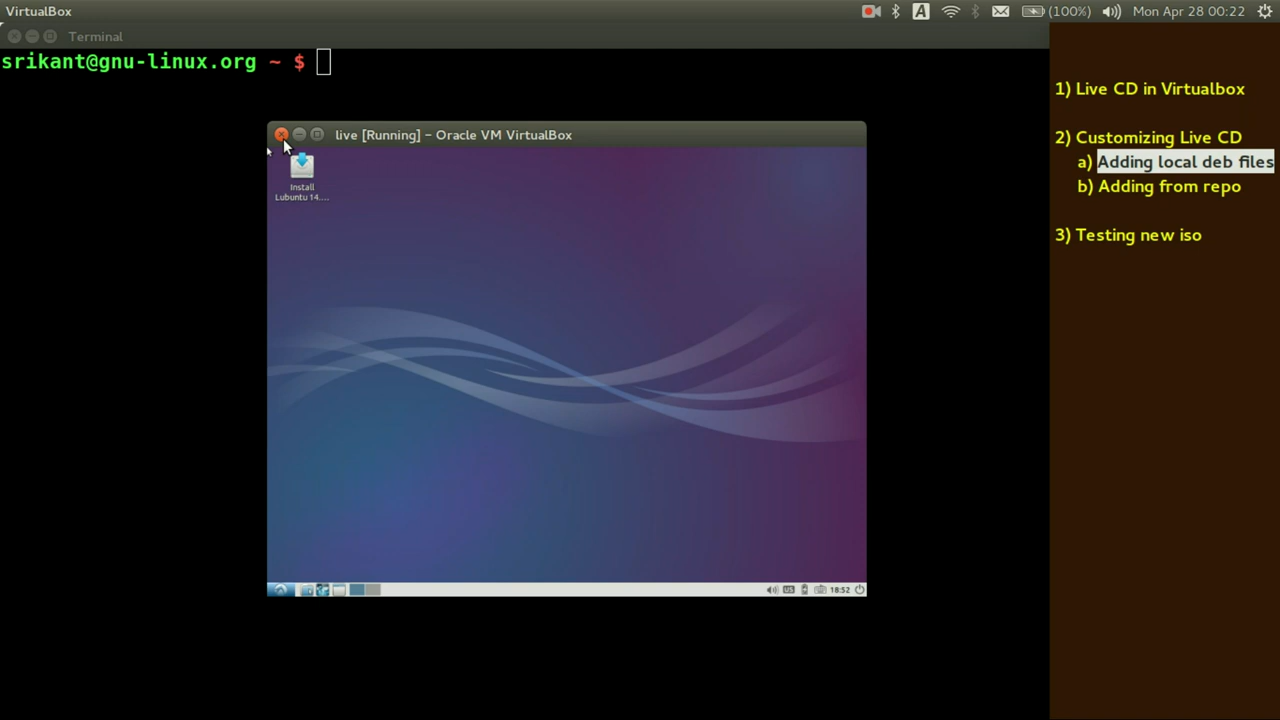 VirtualBox
A
(100%)
Mon Apr 28 00:22
Terminal
srikant@gnu-linux.org ~ $
live [Running] – Oracle VM VirtualBox
Install
Lubuntu 14....
US
18:52
1) Live CD in Virtualbox
2) Customizing Live CD
a) Adding local deb files
b) Adding from repo
3) Testing new iso